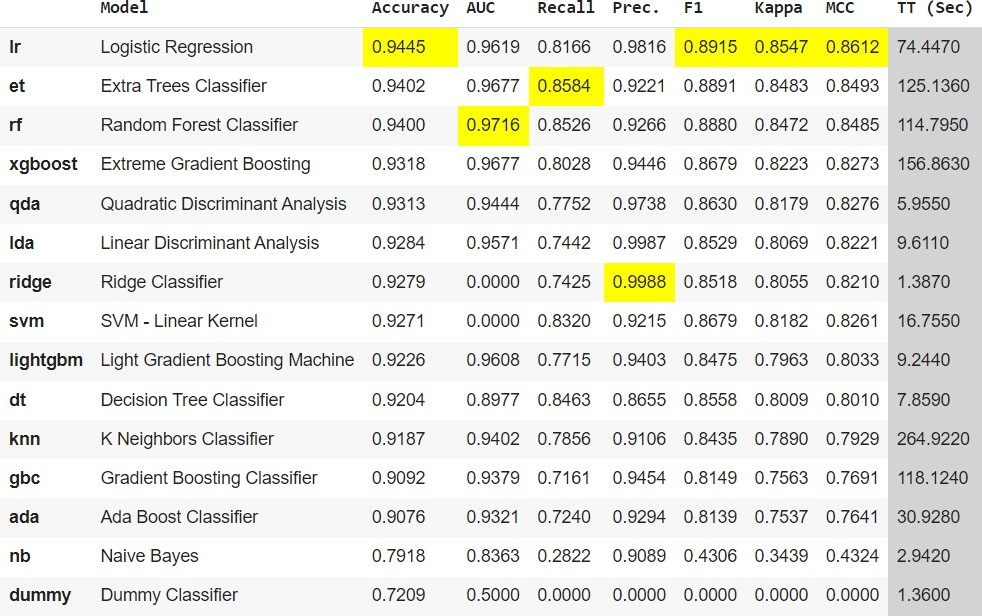 Model Accuracy AUC Recall Prec. F1 Kappa MCC TT (Sec)
lr Logistic Regression 0.9445 0.9619 0.8166 0.9816 0.8915 0.8547 0.8612 74.4470
et Extra Trees Classifier 0.9402 0.9677 0.8584 0.9221 0.8891 0.8483 0.8493 125.1360
rf Random Forest Classifier 0.9400 0.9716 0.8526 0.9266 0.8880 0.8472 0.8485 114.7950
xgboost Extreme Gradient Boosting 0.9318 0.9677 0.8028 0.9446 0.8679 0.8223 0.8273 156.8630
qda Quadratic Discriminant Analysis 0.9313 0.9444 0.7752 0.9738 0.8630 0.8179 0.8276 5.9550
lda Linear Discriminant Analysis 0.9284 0.9571 0.7442 0.9987 0.8529 0.8069 0.8221 9.6110
ridge Ridge Classifier 0.9279 0.0000 0.7425 0.9988 0.8518 0.8055 0.8210 1.3870
svm SVM - Linear Kernel 0.9271 0.0000 0.8320 0.9215 0.8679 0.8182 0.8261 16.7550
lightgbm Light Gradient Boosting Machine 0.9226 0.9608 0.7715 0.9403 0.8475 0.7963 0.8033 9.2440
dt Decision Tree Classifier 0.9204 0.8977 0.8463 0.8655 0.8558 0.8009 0.8010 7.8590
knn K Neighbors Classifier 0.9187 0.9402 0.7856 0.9106 0.8435 0.7890 0.7929 264.9220
gbc Gradient Boosting Classifier 0.9092 0.9379 0.7161 0.9454 0.8149 0.7563 0.7691 118.1240
ada Ada Boost Classifier 0.9076 0.9321 0.7240 0.9294 0.8139 0.7537 0.7641 30.9280
nb Naive Bayes 0.7918 0.8363 0.2822 0.9089 0.4306 0.3439 0.4324 2.9420
dummy Dummy Classifier 0.7209 0.5000 0.0000 0.0000 0.0000 0.0000 0.0000 1.3600